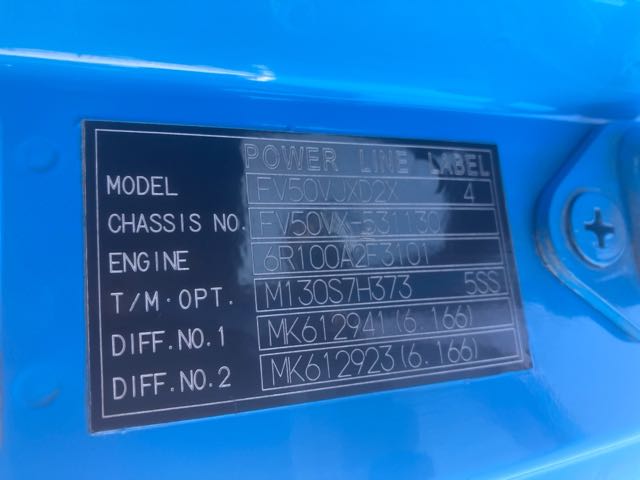 POWER LINE LABEL
MODEL FV50VJXD2X 4
CHASSIS NO. FV50VX-531130
ENGINE 6R100A2F3101
T/M·OPT. M130S7H373 5SS
DIFF.NO.1 MK612941(6.166)
DIFF.NO.2 MK612923(6.166)